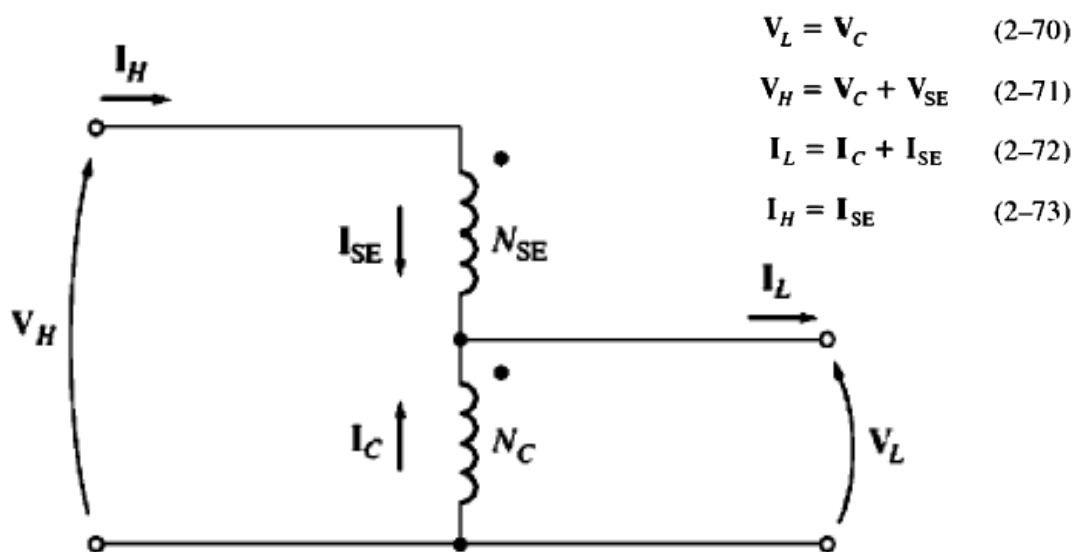 V_L = V_C (2–70)
V_H = V_C + V_SE (2–71)
I_L = I_C + I_SE (2–72)
I_H = I_SE (2–73)
I_H
I_SE
N_SE
I_L
V_H
I_C
N_C
V_L